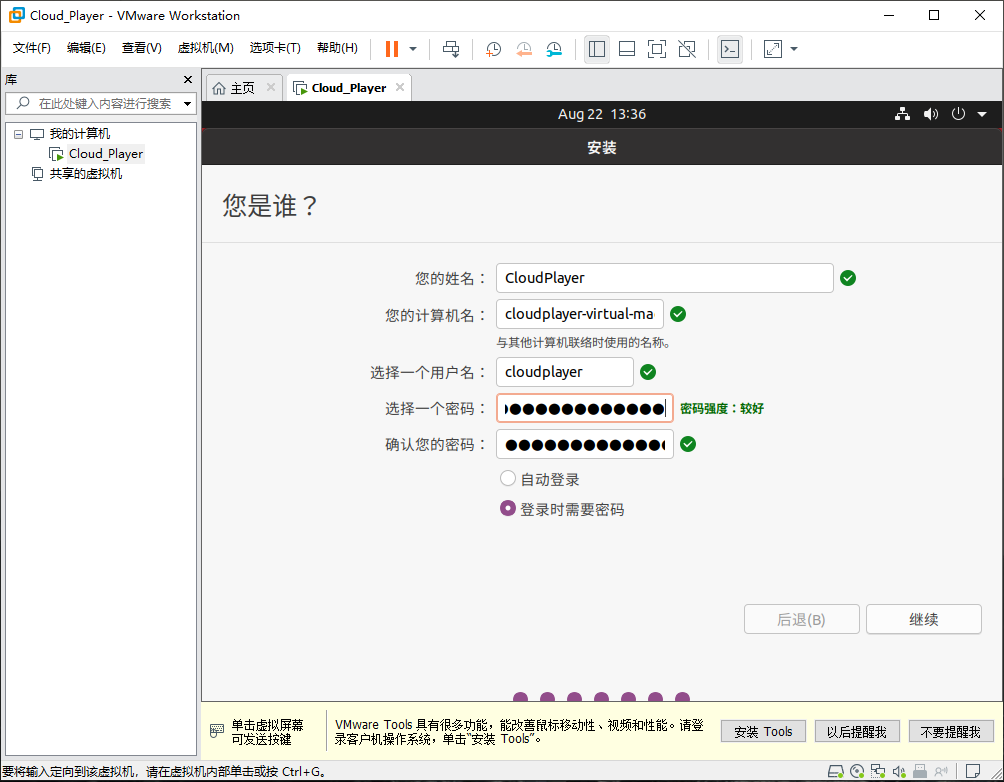 Cloud_Player - VMware Workstation
文件(F) 编辑(E) 查看(V) 虚拟机(M) 选项卡(T) 帮助(H)
库
在此处键入内容进行搜索
我的计算机
Cloud_Player
共享的虚拟机
主页
Cloud_Player
Aug 22 13:36
安装
您是谁？
您的姓名： CloudPlayer
您的计算机名： cloudplayer-virtual-ma
与其他计算机联络时使用的名称。
选择一个用户名： cloudplayer
选择一个密码： 密码强度：较好
确认您的密码：
自动登录
登录时需要密码
后退(B) 继续
单击虚拟屏幕
可发送按键
VMware Tools 具有很多功能，能改善鼠标移动性、视频和性能。请登
录客户机操作系统，单击“安装 Tools”。
安装 Tools 以后提醒我 不要提醒我
要将输入定向到该虚拟机，请在虚拟机内部单击或按 Ctrl+G。